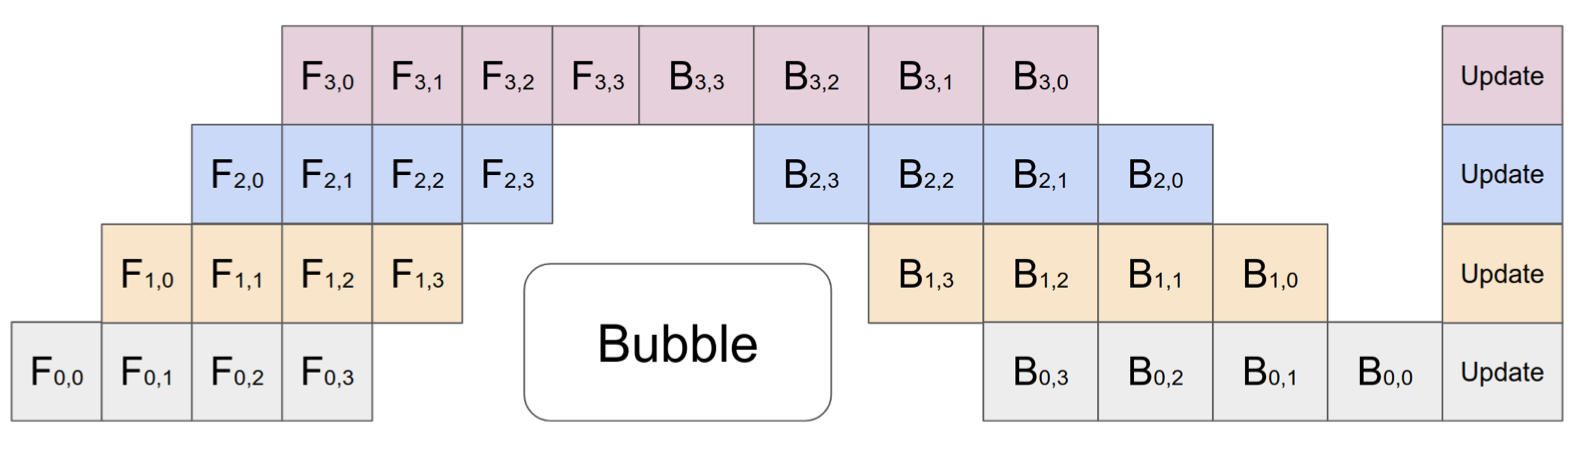 F3,0 F3,1 F3,2 F3,3 B3,3 B3,2 B3,1 B3,0 Update
F2,0 F2,1 F2,2 F2,3 B2,3 B2,2 B2,1 B2,0 Update
F1,0 F1,1 F1,2 F1,3 B1,3 B1,2 B1,1 B1,0 Update
Bubble
F0,0 F0,1 F0,2 F0,3 B0,3 B0,2 B0,1 B0,0 Update